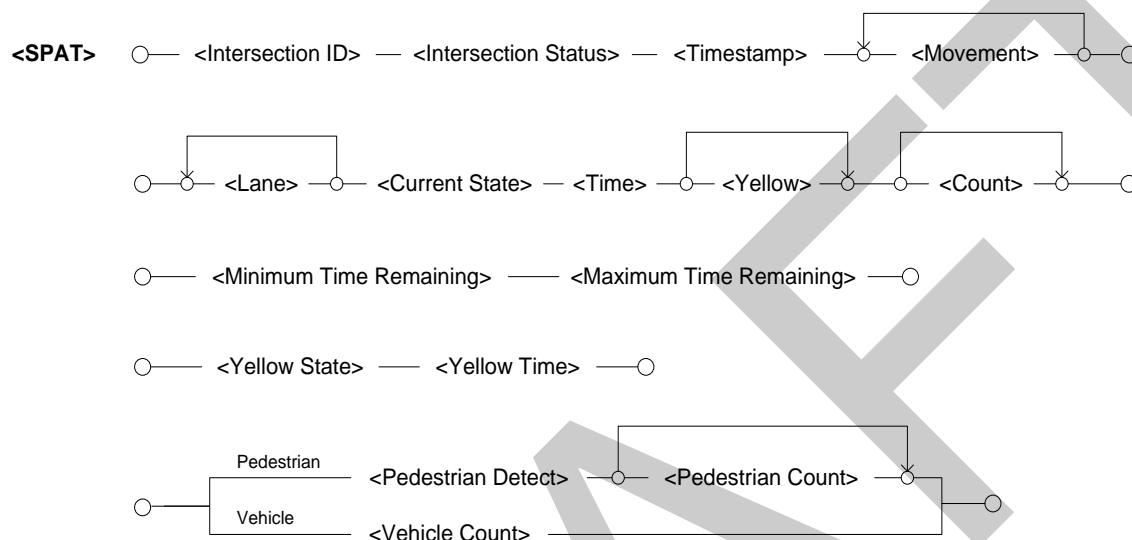 <SPAT> <Intersection ID> <Intersection Status> <Timestamp> <Movement>
<Lane> <Current State> <Time> <Yellow> <Count>
<Minimum Time Remaining> <Maximum Time Remaining>
<Yellow State> <Yellow Time>
Pedestrian <Pedestrian Detect> <Pedestrian Count>
Vehicle <Vehicle Count>